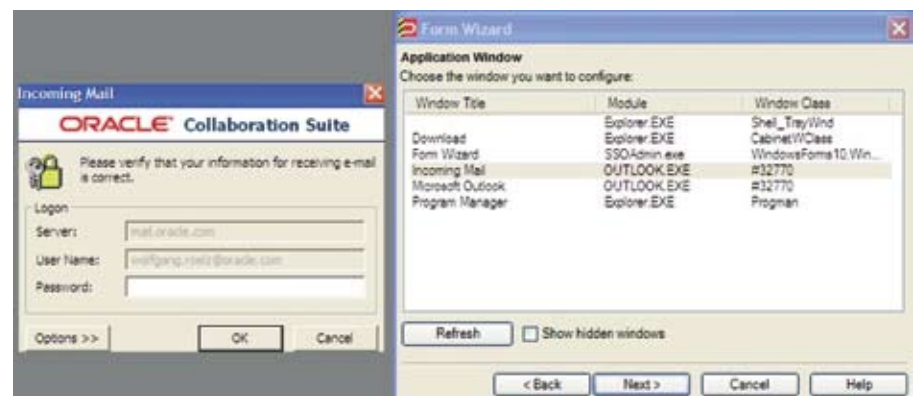 Incoming Mail
ORACLE Collaboration Suite
Please verify that your information for receiving e-mail
is correct.
Logon
Server: mail.oracle.com
User Name:
Password:
Options >> OK Cancel
Form Wizard
Application Window
Choose the window you want to configure:
Window Title Module Window Class
Explorer.EXE Shell_TrayWnd
Download Explorer.EXE CabinetWClass
Form Wizard SSOAdmin.exe WindowsForms10.Win...
Incoming Mail OUTLOOK.EXE #32770
Microsoft Outlook OUTLOOK.EXE #32770
Program Manager Explorer.EXE Progman
Refresh Show hidden windows
< Back Next > Cancel Help